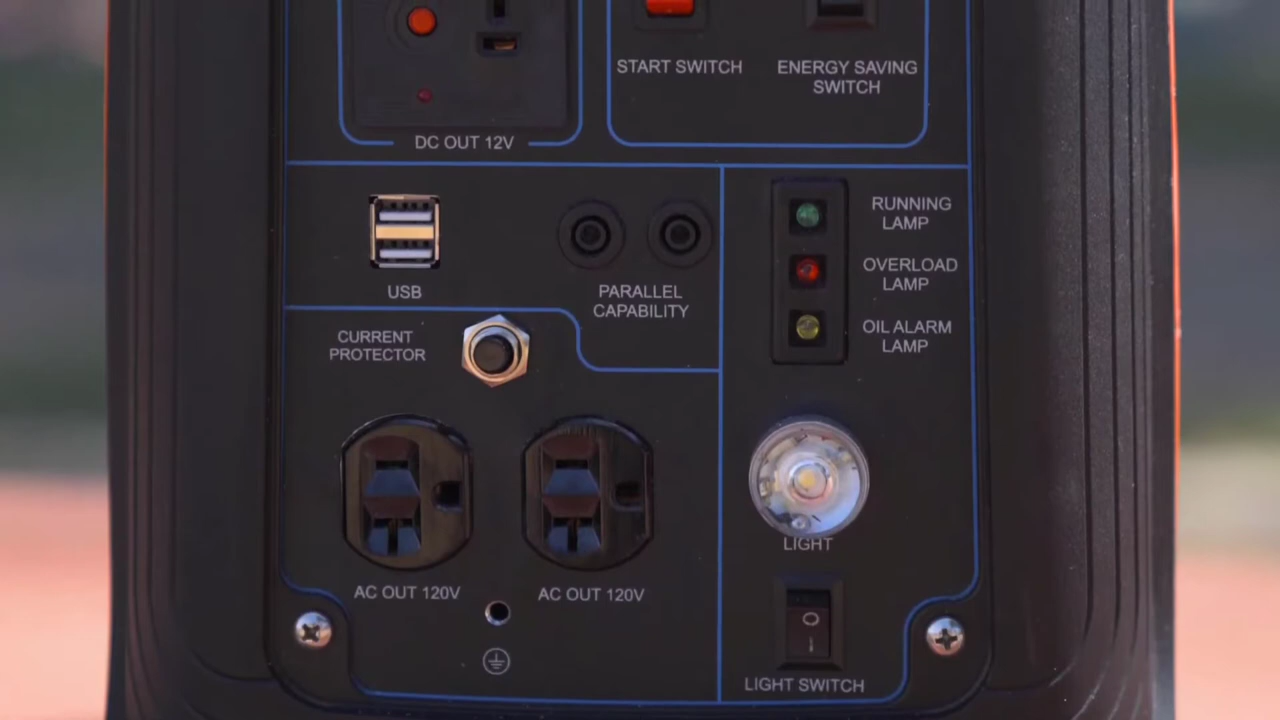 START SWITCH
ENERGY SAVING
SWITCH
DC OUT 12V
USB
PARALLEL
CAPABILITY
RUNNING
LAMP
OVERLOAD
LAMP
OIL ALARM
LAMP
CURRENT
PROTECTOR
AC OUT 120V
AC OUT 120V
LIGHT
LIGHT SWITCH